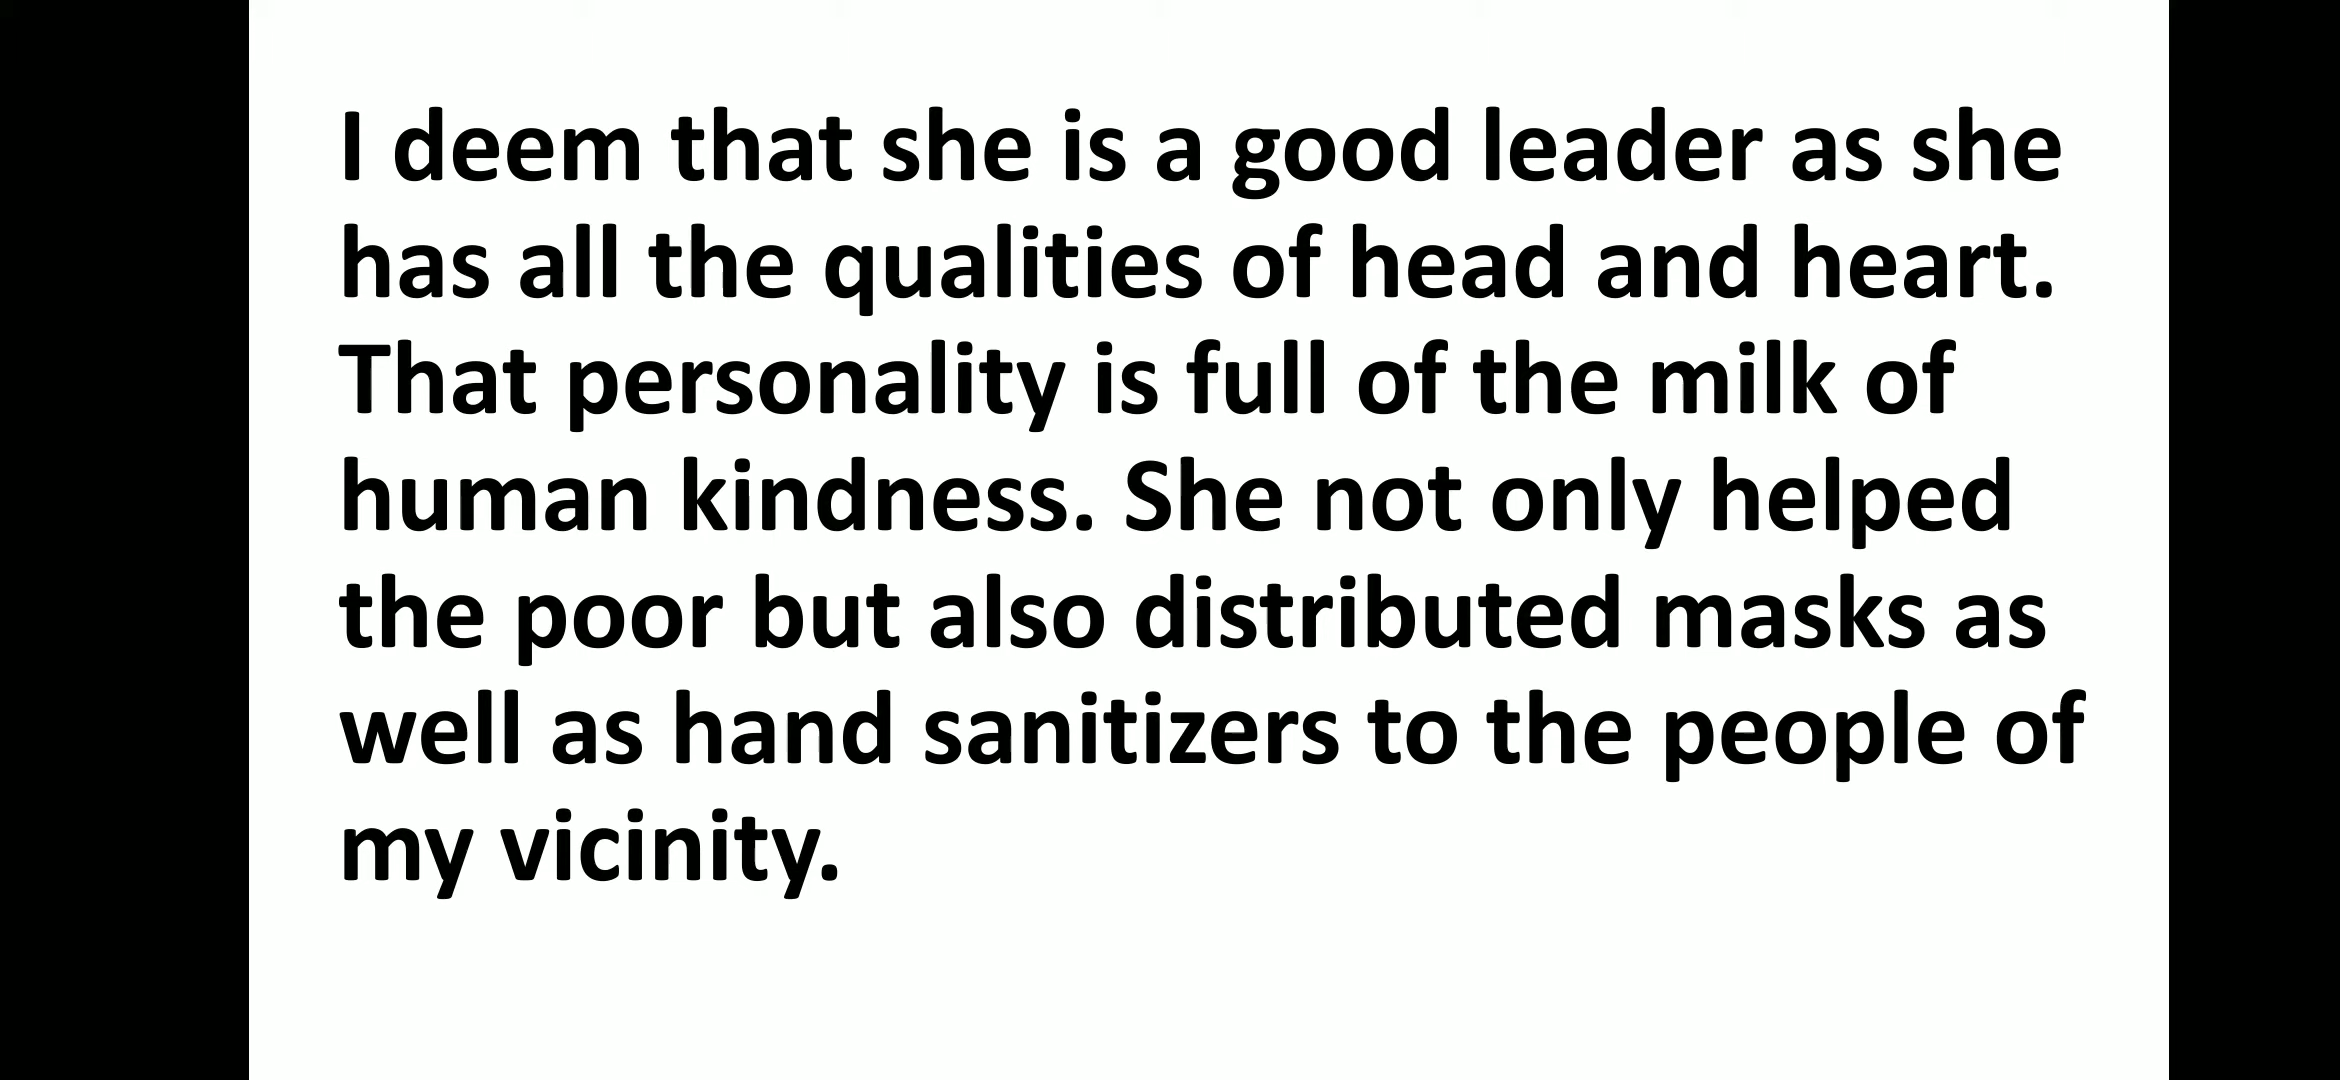 I deem that she is a good leader as she
has all the qualities of head and heart.
That personality is full of the milk of
human kindness. She not only helped
the poor but also distributed masks as
well as hand sanitizers to the people of
my vicinity.